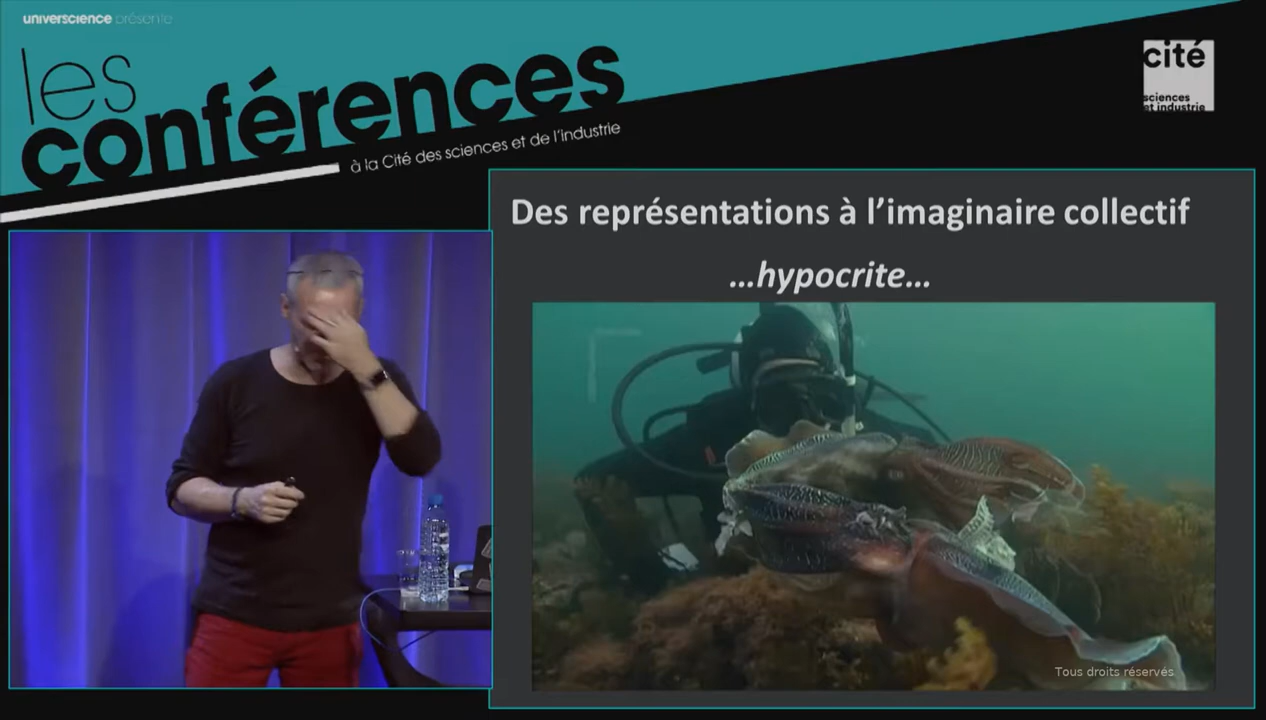 universcience présente
les
conférences
à la Cité des sciences et de l'industrie
cité
sciences
et industrie
Des représentations à l'imaginaire collectif
...hypocrite...
Tous droits réservés